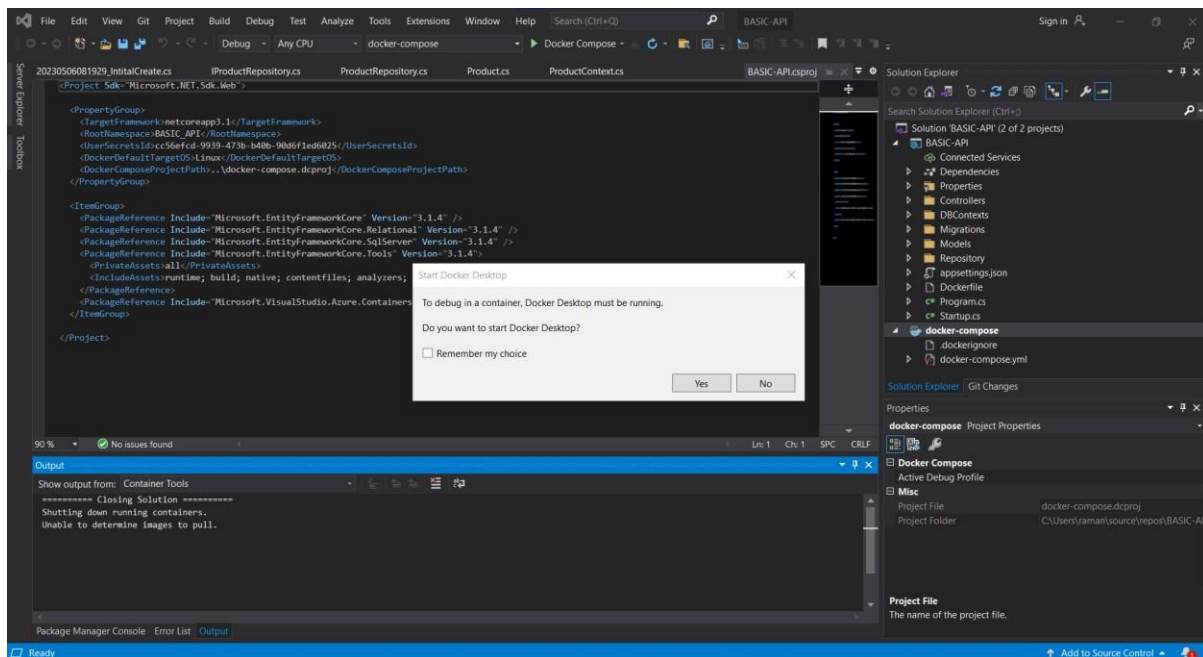 File Edit View Git Project Build Debug Test Analyze Tools Extensions Window Help Search (Ctrl+Q) BASIC-API Sign in
Debug Any CPU docker-compose Docker Compose
Server Explorer
Toolbox
20230506081929_IntitalCreate.cs IProductRepository.cs ProductRepository.cs Product.cs ProductContext.cs BASIC-API.csproj
<Project Sdk="Microsoft.NET.Sdk.Web">
<PropertyGroup>
<TargetFramework>netcoreapp3.1</TargetFramework>
<RootNamespace>BASIC_API</RootNamespace>
<UserSecretsId>cc56efcd-9939-473b-b40b-90d6f1ed6025</UserSecretsId>
<DockerDefaultTargetOS>Linux</DockerDefaultTargetOS>
<DockerComposeProjectPath>..\docker-compose.dcproj</DockerComposeProjectPath>
</PropertyGroup>
<ItemGroup>
<PackageReference Include="Microsoft.EntityFrameworkCore" Version="3.1.4" />
<PackageReference Include="Microsoft.EntityFrameworkCore.Relational" Version="3.1.4" />
<PackageReference Include="Microsoft.EntityFrameworkCore.SqlServer" Version="3.1.4" />
<PackageReference Include="Microsoft.EntityFrameworkCore.Tools" Version="3.1.4">
<PrivateAssets>all</PrivateAssets>
<IncludeAssets>runtime; build; native; contentfiles; analyzers;
</PackageReference>
<PackageReference Include="Microsoft.VisualStudio.Azure.Containers
</ItemGroup>
</Project>
Start Docker Desktop
To debug in a container, Docker Desktop must be running.
Do you want to start Docker Desktop?
Remember my choice
Yes No
90 % No issues found Ln: 1 Ch: 1 SPC CRLF
Output
Show output from: Container Tools
========== Closing Solution ==========
Shutting down running containers.
Unable to determine images to pull.
Package Manager Console Error List Output
Solution Explorer
Search Solution Explorer (Ctrl+;)
Solution 'BASIC-API' (2 of 2 projects)
BASIC-API
Connected Services
Dependencies
Properties
Controllers
DBContexts
Migrations
Models
Repository
appsettings.json
Dockerfile
C# Program.cs
C# Startup.cs
docker-compose
.dockerignore
docker-compose.yml
Solution Explorer Git Changes
Properties
docker-compose Project Properties
Docker Compose
Active Debug Profile
Misc
Project File docker-compose.dcproj
Project Folder C:\Users\raman\source\repos\BASIC-A
Project File
The name of the project file.
Ready Add to Source Control